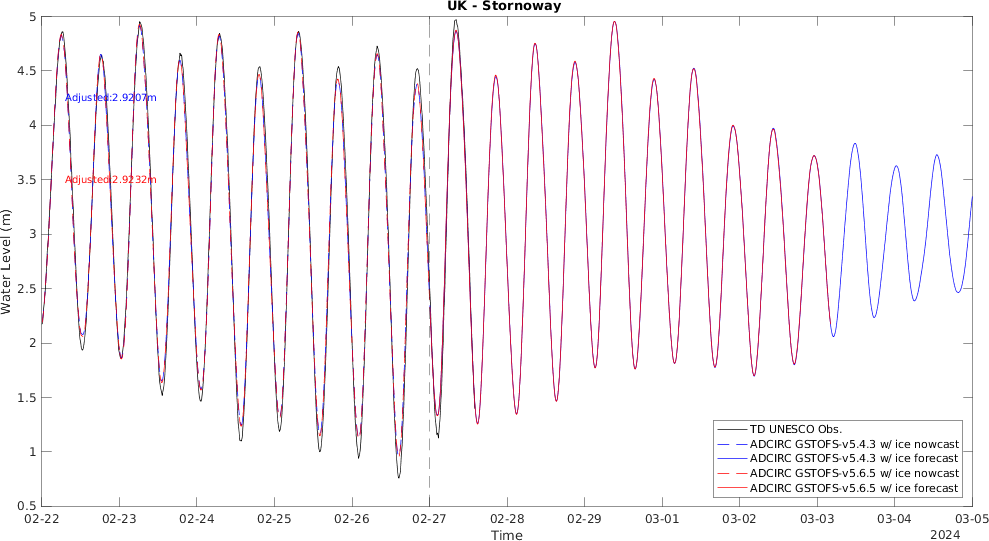 UK - Stornoway
5
4.5
4
3.5
3
2.5
2
1.5
1
0.5
Water Level (m)
Adjusted:2.9207m
Adjusted:2.9232m
TD UNESCO Obs.
ADCIRC GSTOFS-v5.4.3 w/ ice nowcast
ADCIRC GSTOFS-v5.4.3 w/ ice forecast
ADCIRC GSTOFS-v5.6.5 w/ ice nowcast
ADCIRC GSTOFS-v5.6.5 w/ ice forecast
02-22 02-23 02-24 02-25 02-26 02-27 02-28 02-29 03-01 03-02 03-03 03-04 03-05
Time
2024